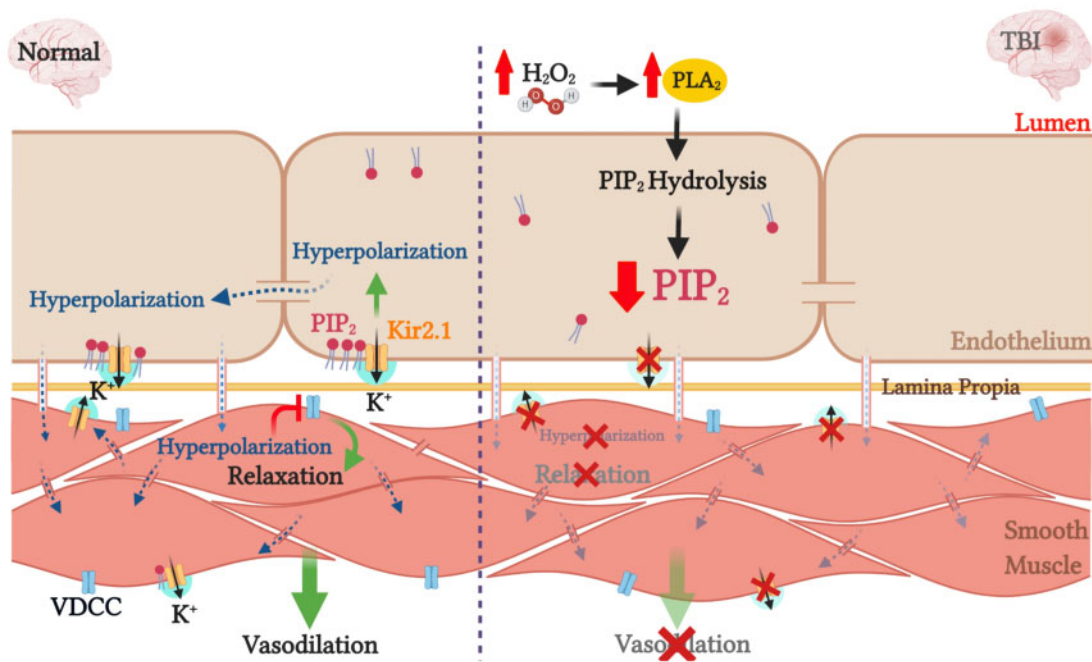 Normal
TBI
H₂O₂
H
O
O
H
PLA₂
Lumen
PIP₂ Hydrolysis
Hyperpolarization
Hyperpolarization
PIP₂
PIP₂
Kir2.1
Endothelium
K⁺
K⁺
Lamina Propia
Hyperpolarization
Relaxation
Hyperpolarization
Relaxation
Smooth
Muscle
VDCC
K⁺
Vasodilation
Vasodilation